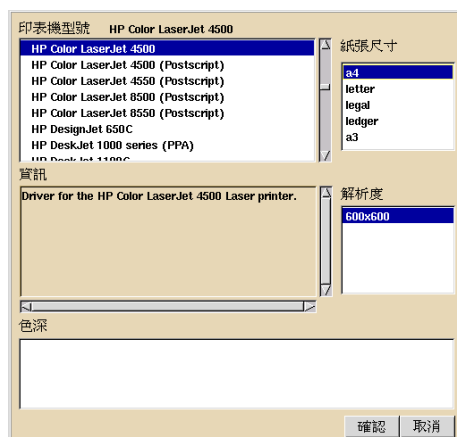 印表機型號 HP Color LaserJet 4500
HP Color LaserJet 4500
HP Color LaserJet 4500 (Postscript)
HP Color LaserJet 4550 (Postscript)
HP Color LaserJet 8500 (Postscript)
HP Color LaserJet 8550 (Postscript)
HP DesignJet 650C
HP DeskJet 1000 series (PPA)
HP DeskJet 1100C
紙張尺寸
a4
letter
legal
ledger
a3
資訊
Driver for the HP Color LaserJet 4500 Laser printer.
解析度
600x600
色深
確認 取消